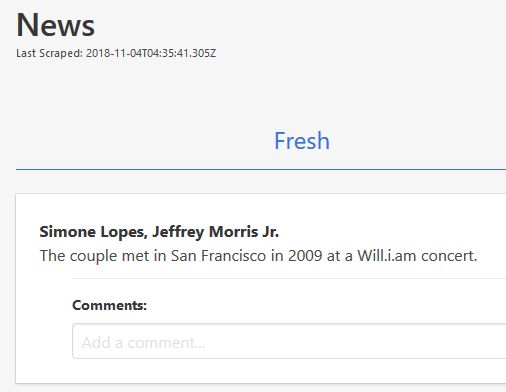 News
Last Scraped: 2018-11-04T04:35:41.305Z
Fresh
Simone Lopes, Jeffrey Morris Jr.
The couple met in San Francisco in 2009 at a Will.i.am concert.
Comments:
Add a comment...